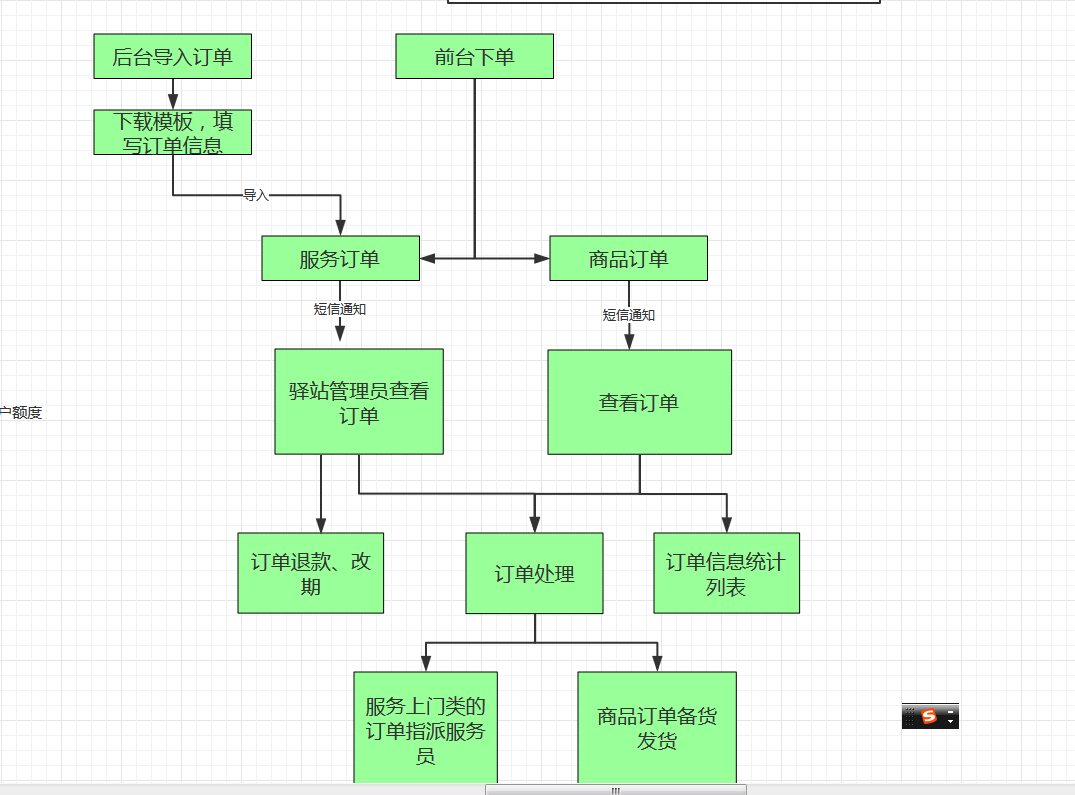 后台导入订单
前台下单
下载模板，填
写订单信息
导入
服务订单
商品订单
短信通知
短信通知
驿站管理员查看
订单
查看订单
户额度
订单退款、改
期
订单处理
订单信息统计
列表
服务上门类的
订单指派服务
员
商品订单备货
发货